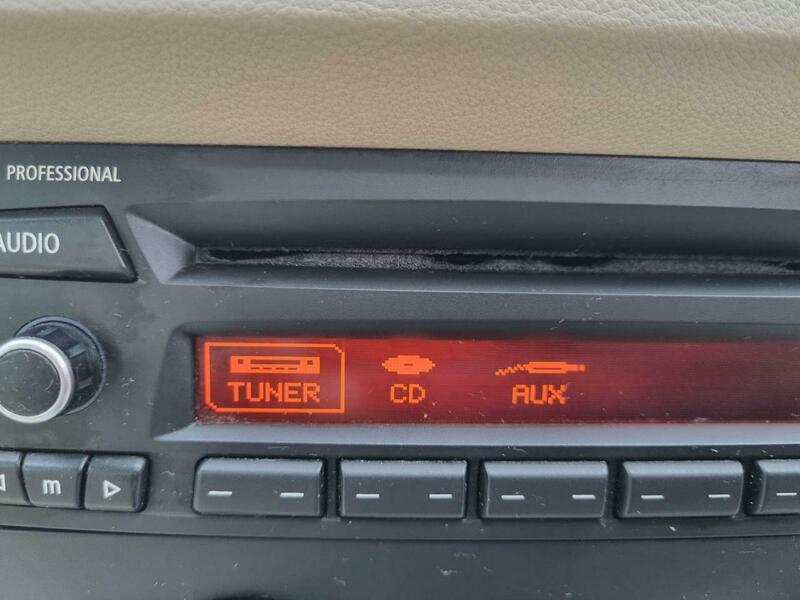 PROFESSIONAL
AUDIO
TUNER CD AUX
m